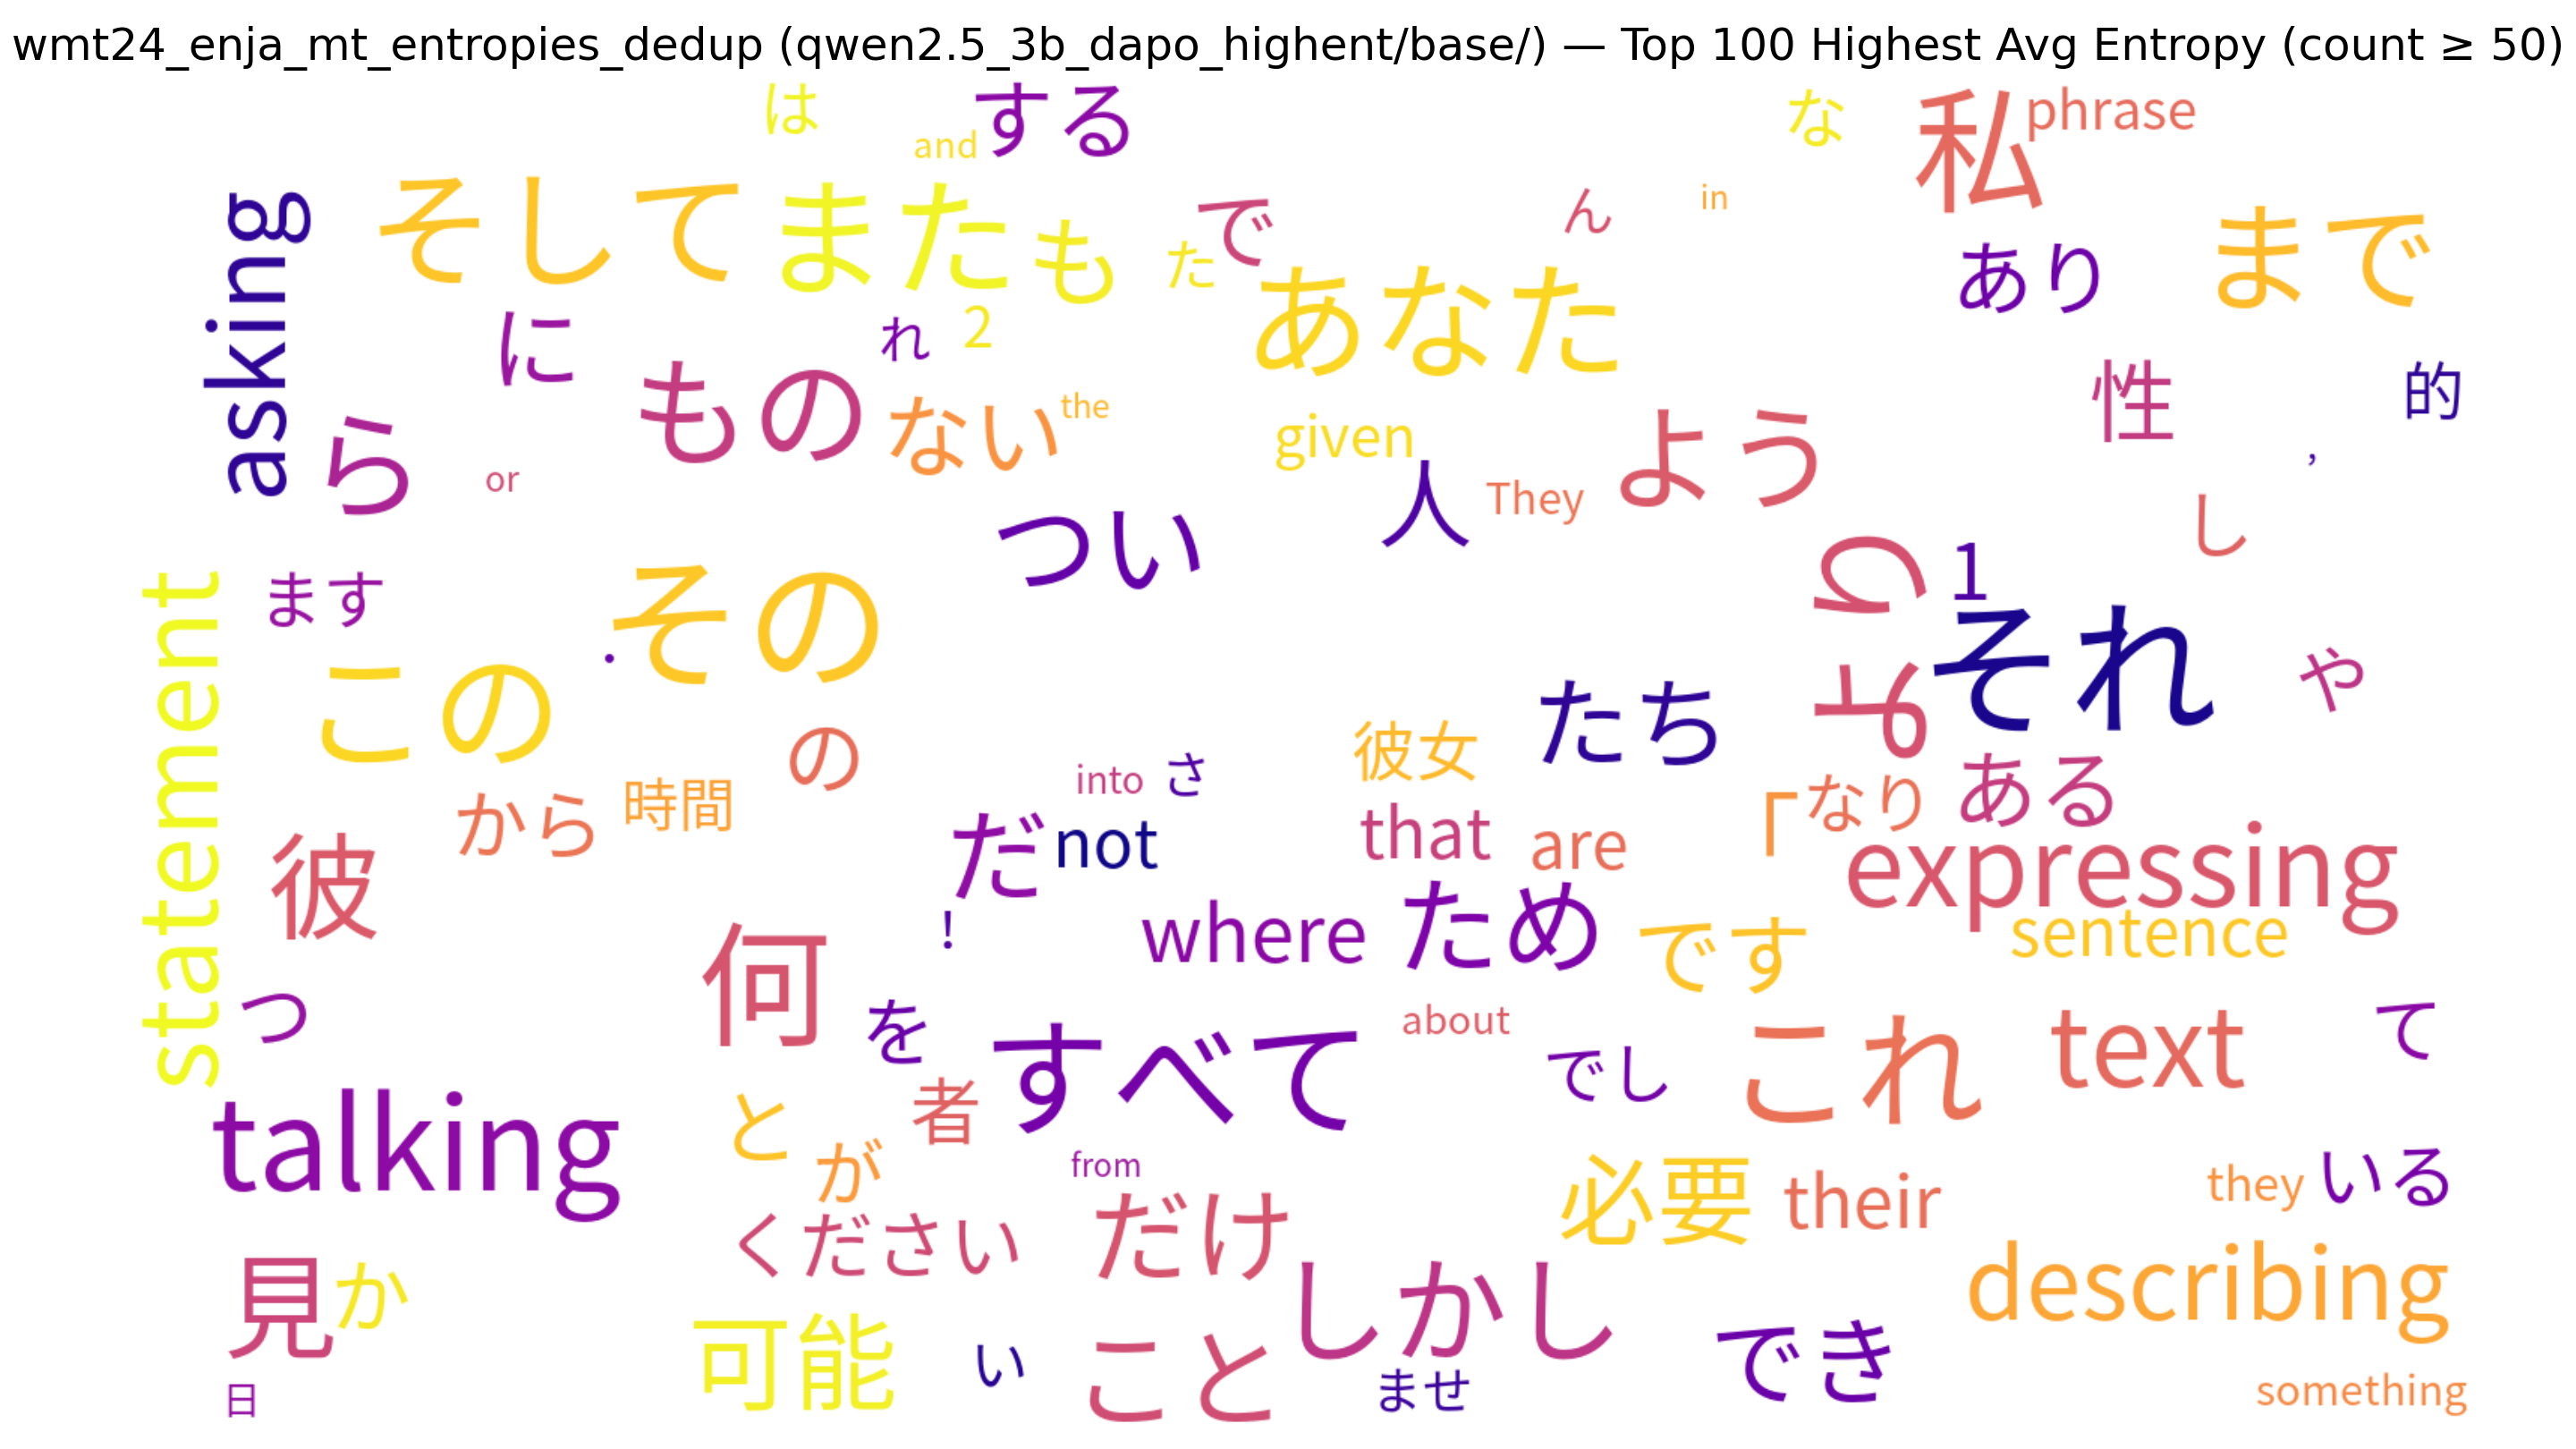 wmt24_enja_mt_entropies_dedup (qwen2.5_3b_dapo_highent/base/) — Top 100 Highest Avg Entropy (count ≥ 50)
は
and
する
な
私
phrase
asking
そして
また
も
た
で
ん
in
あり
まで
に
れ
2
あなた
もの
ない
the
given
性
的
,
ら
or
つい
人
They
よう
し
ます
.
その
より
1
それ
や
この
の
から
時間
into
さ
彼女
たち
「
なり
ある
彼
だ
not
that
are
expressing
!
where
ため
です
sentence
statement
つ
何
を
すべて
about
でし
これ
text
て
talking
と
が
者
from
必要
their
they
いる
ください
だけ
しかし
describing
見
か
可能
い
こと
ませ
でき
something
日